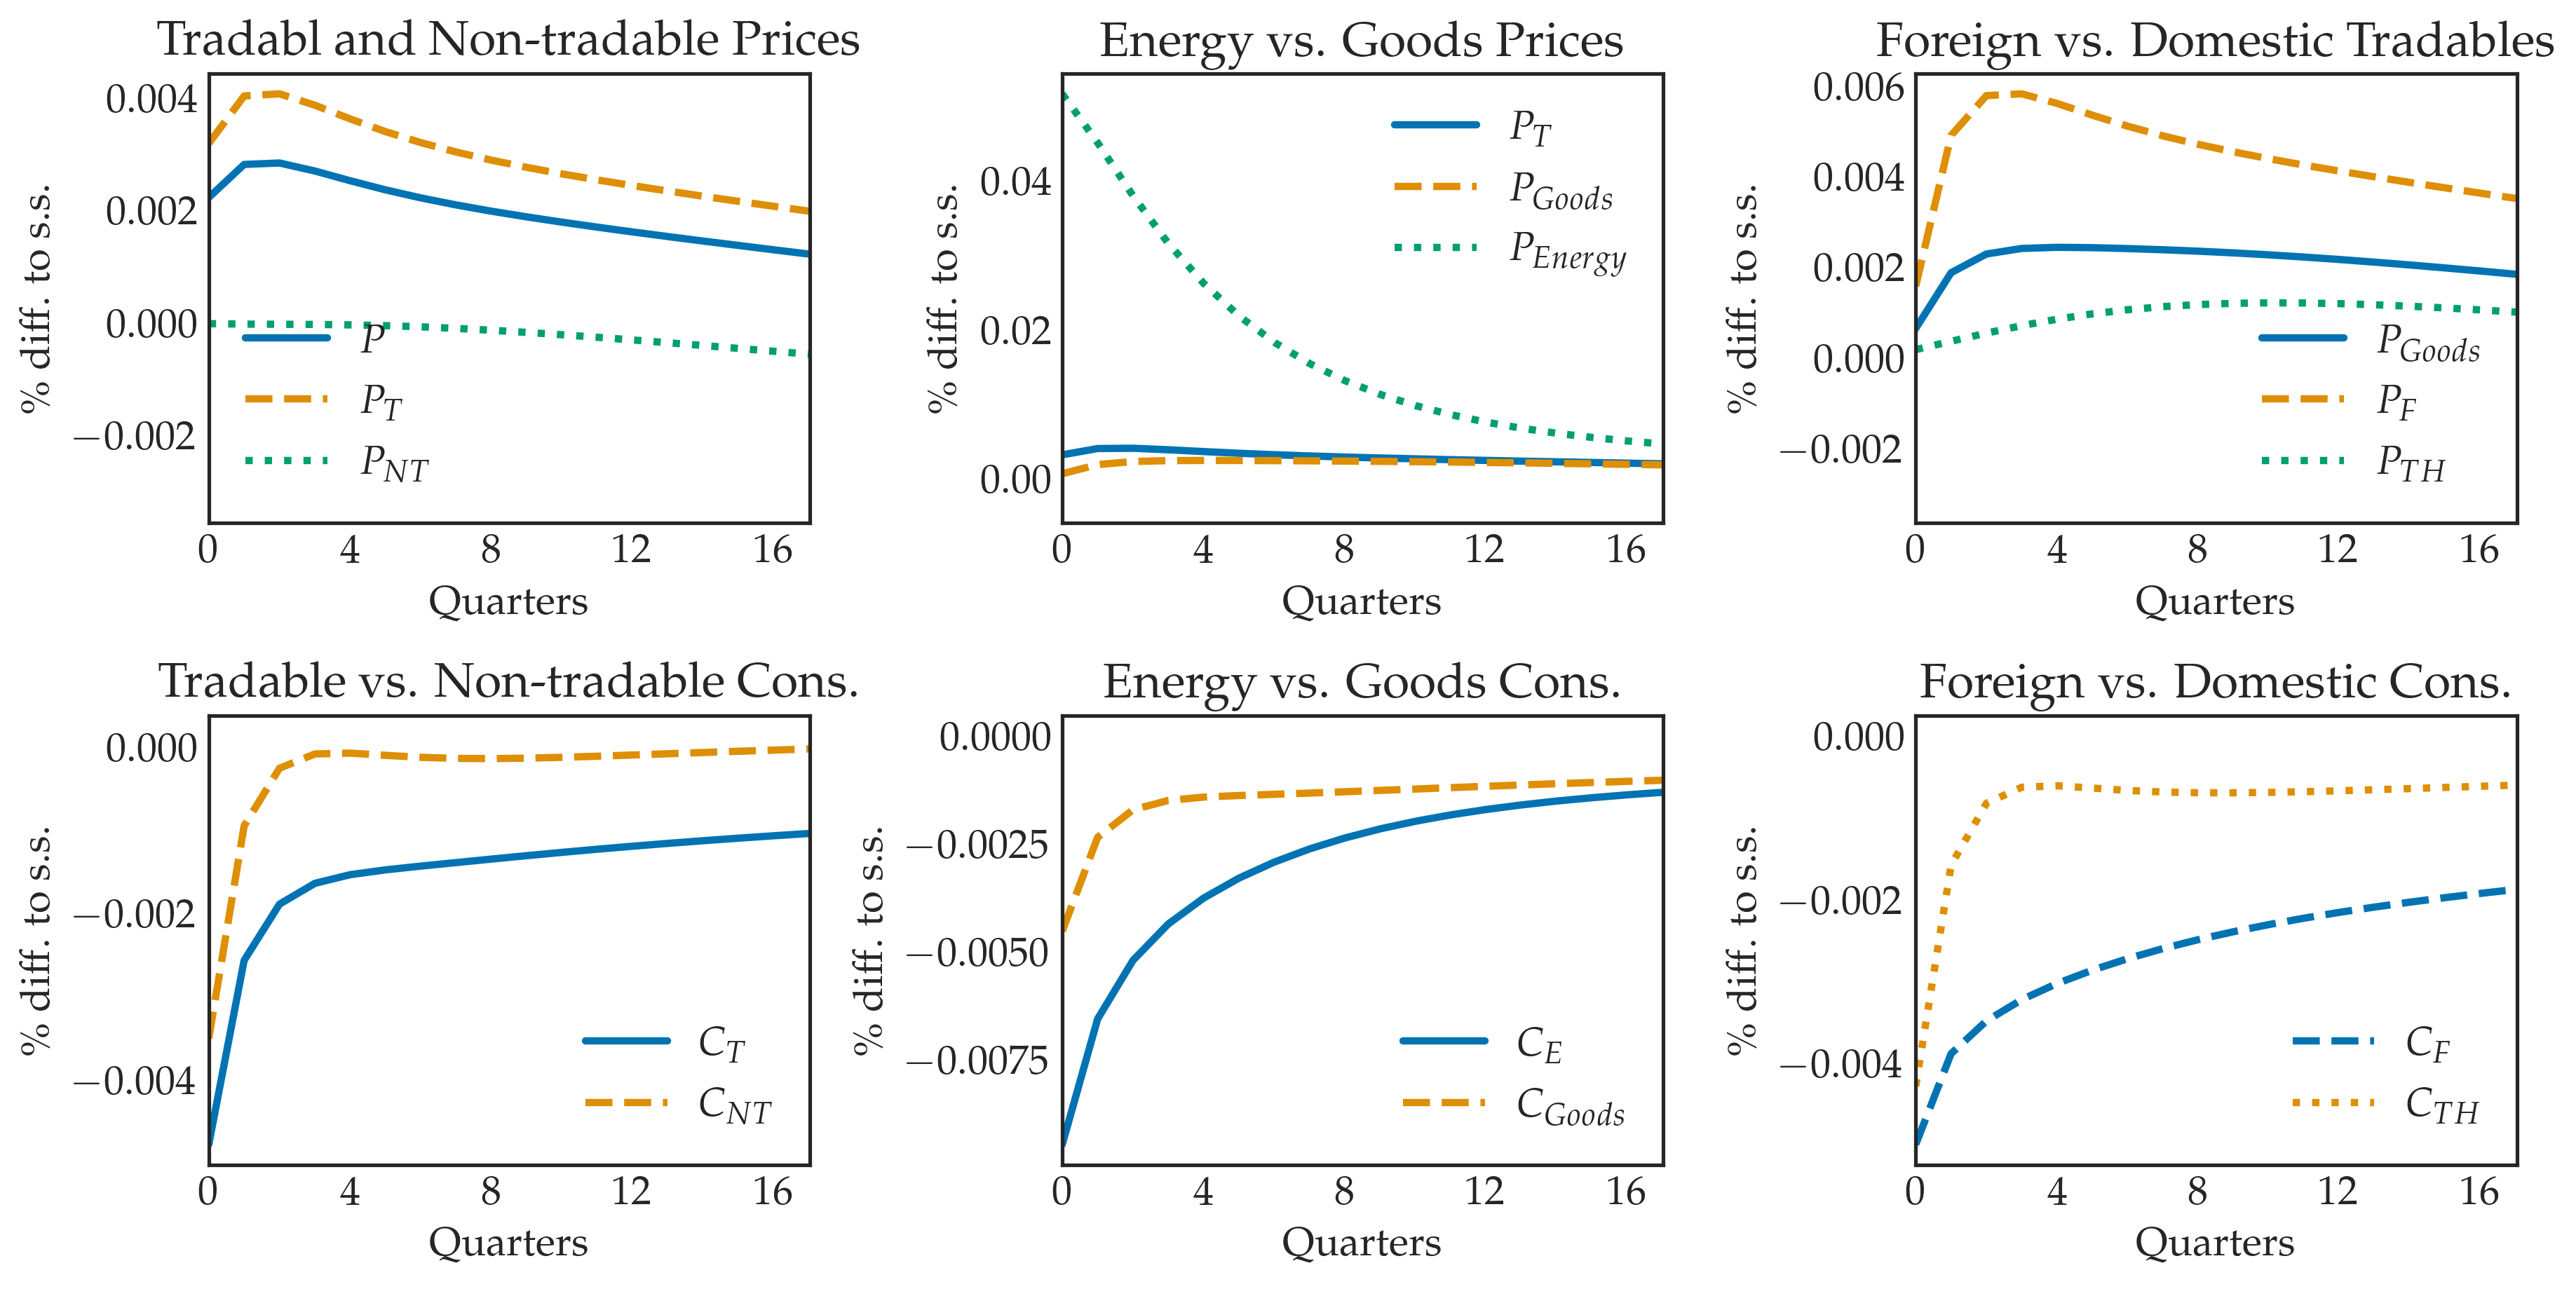 Tradabl and Non-tradable Prices
% diff. to s.s.
0.004
0.002
0.000
−0.002
P
P_T
P_NT
0 4 8 12 16
Quarters
Energy vs. Goods Prices
% diff. to s.s.
0.04
0.02
0.00
P_T
P_Goods
P_Energy
0 4 8 12 16
Quarters
Foreign vs. Domestic Tradables
% diff. to s.s.
0.006
0.004
0.002
0.000
−0.002
P_Goods
P_F
P_TH
0 4 8 12 16
Quarters
Tradable vs. Non-tradable Cons.
% diff. to s.s.
0.000
−0.002
−0.004
C_T
C_NT
0 4 8 12 16
Quarters
Energy vs. Goods Cons.
% diff. to s.s.
0.0000
−0.0025
−0.0050
−0.0075
C_E
C_Goods
0 4 8 12 16
Quarters
Foreign vs. Domestic Cons.
% diff. to s.s.
0.000
−0.002
−0.004
C_F
C_TH
0 4 8 12 16
Quarters